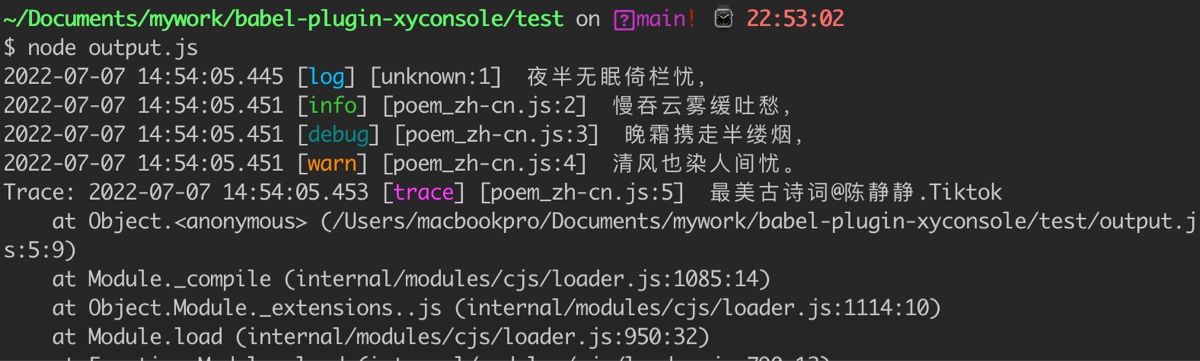 ~/Documents/mywork/babel-plugin-xyconsole/test on main! 22:53:02
$ node output.js
2022-07-07 14:54:05.445 [log] [unknown:1] 夜半无眠倚栏忧，
2022-07-07 14:54:05.451 [info] [poem_zh-cn.js:2] 慢吞云雾缓吐愁，
2022-07-07 14:54:05.451 [debug] [poem_zh-cn.js:3] 晚霜携走半缕烟，
2022-07-07 14:54:05.451 [warn] [poem_zh-cn.js:4] 清风也染人间忧。
Trace: 2022-07-07 14:54:05.453 [trace] [poem_zh-cn.js:5] 最美古诗词@陈静静.Tiktok
at Object.<anonymous> (/Users/macbookpro/Documents/mywork/babel-plugin-xyconsole/test/output.j
s:5:9)
at Module._compile (internal/modules/cjs/loader.js:1085:14)
at Object.Module._extensions..js (internal/modules/cjs/loader.js:1114:10)
at Module.load (internal/modules/cjs/loader.js:950:32)